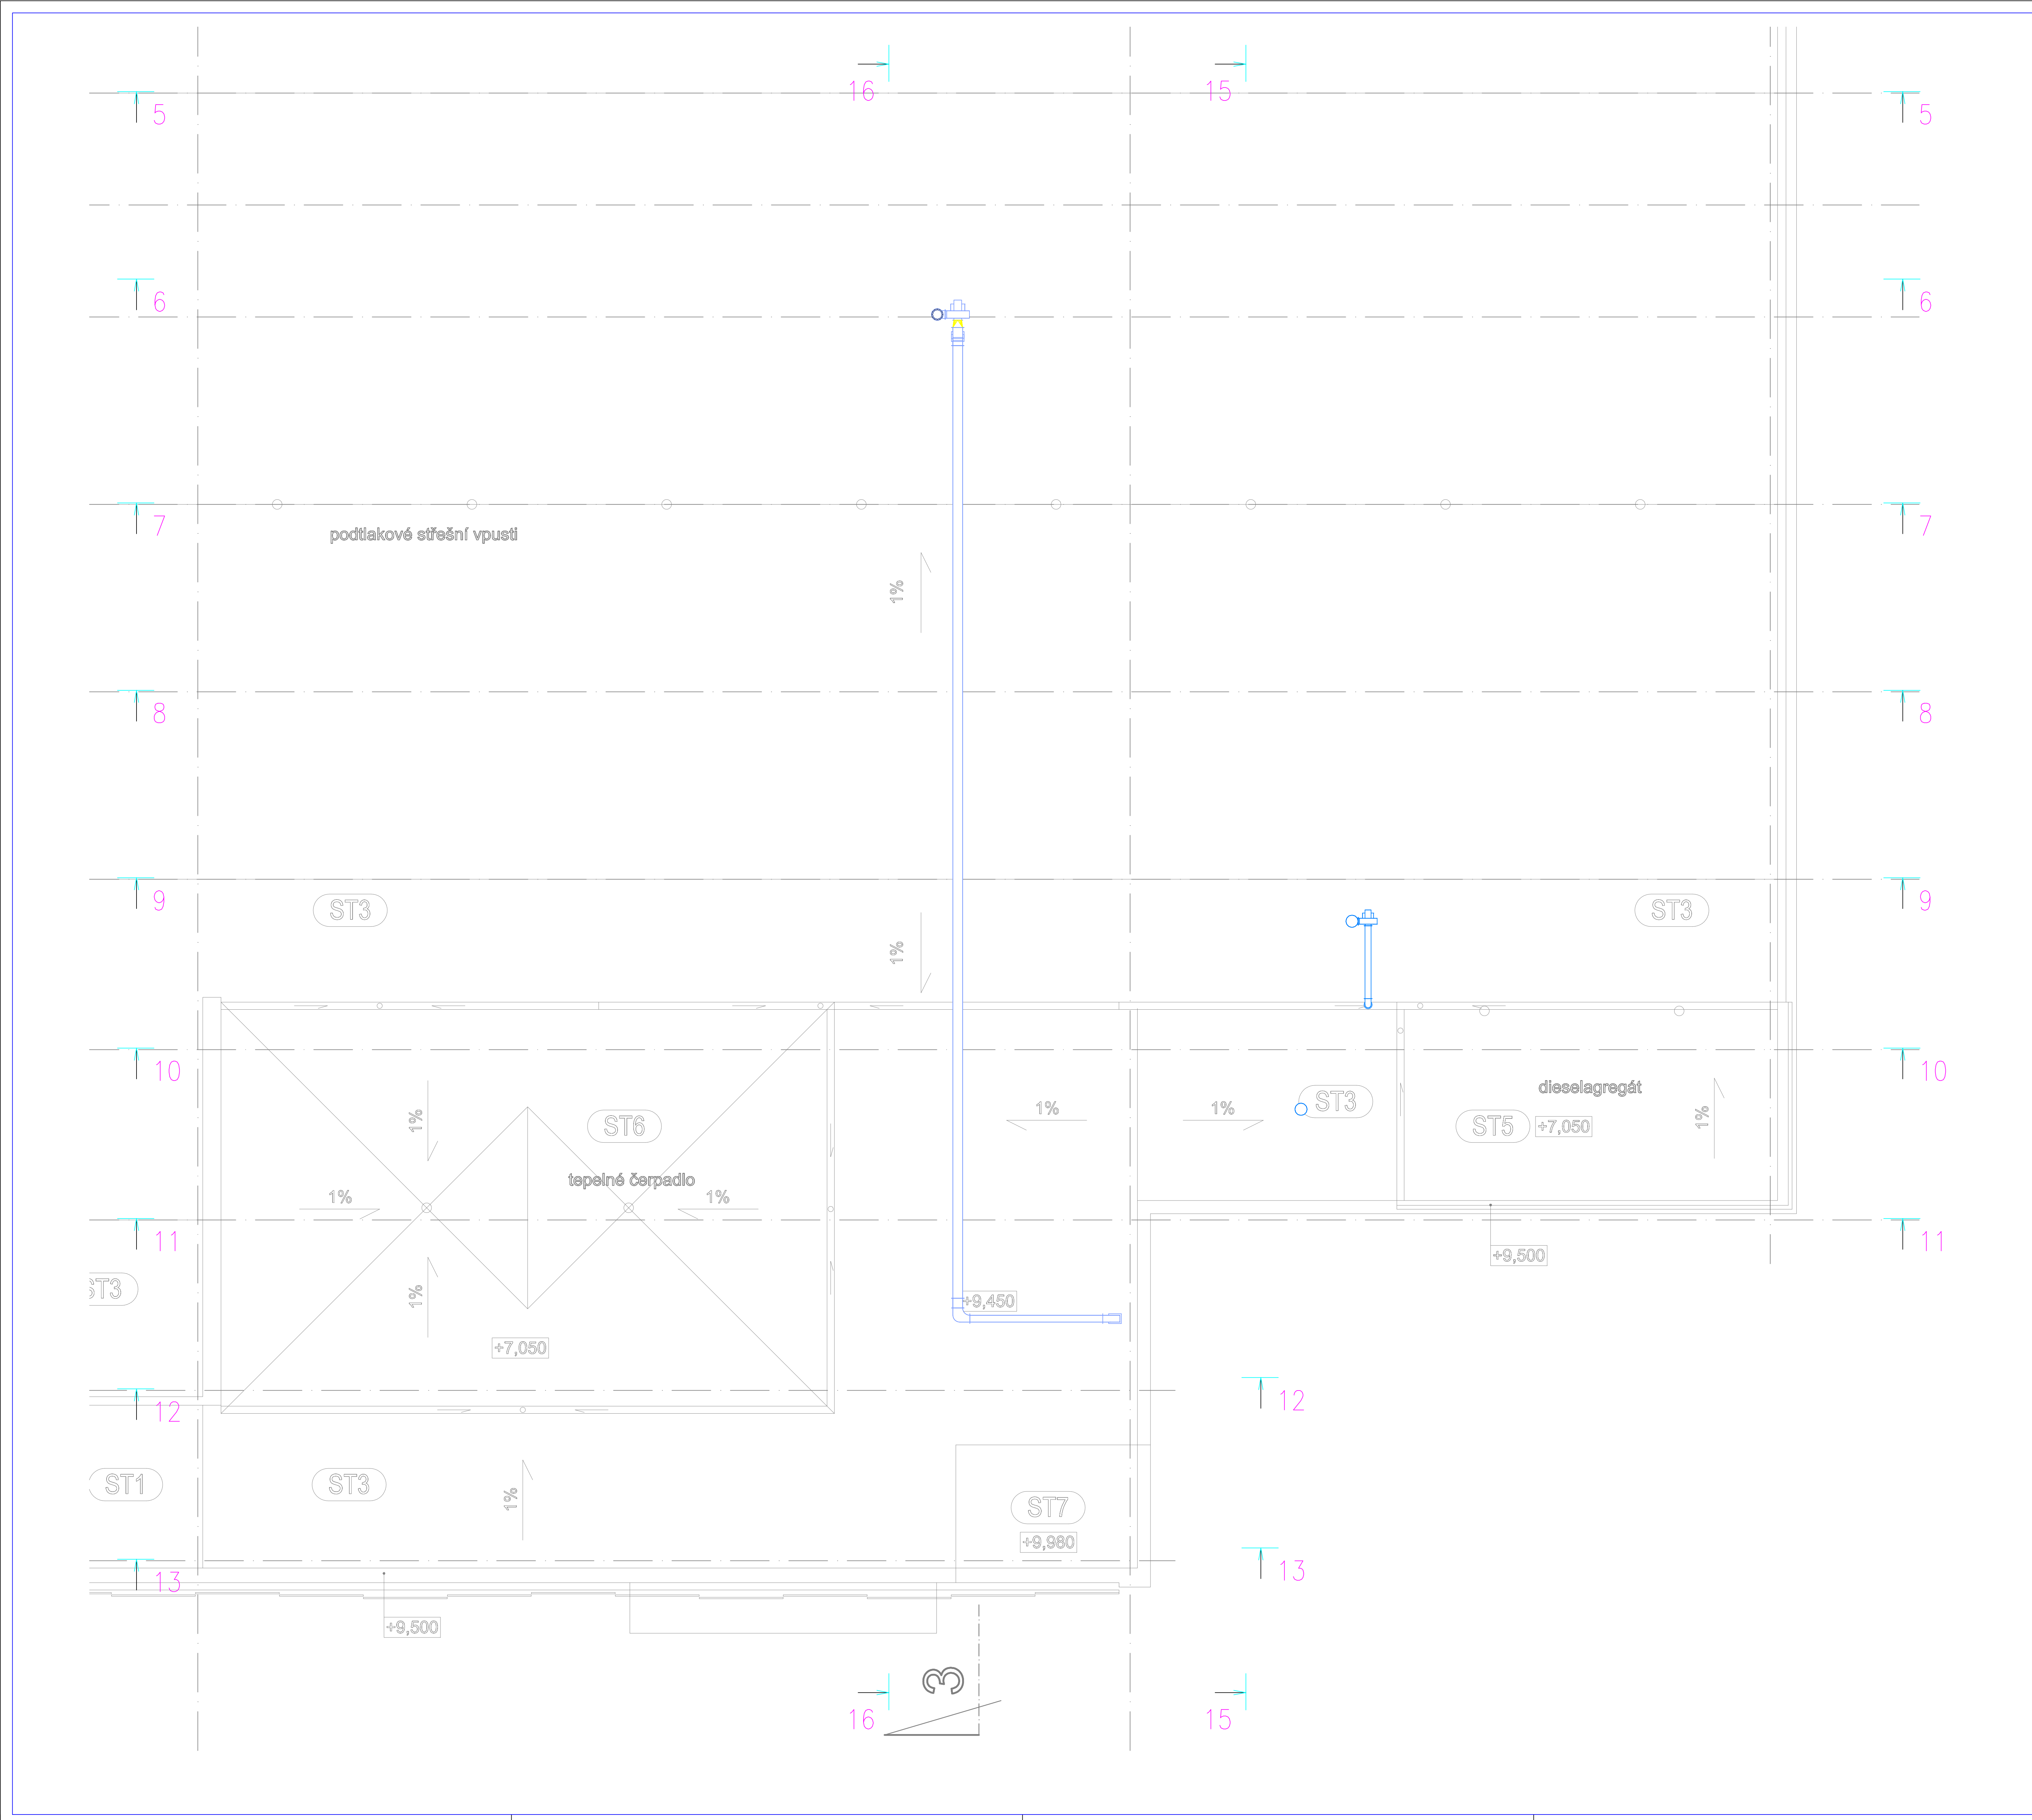 16 15
5 5
6 6
7 7
podtlakové střešní vpusti
1%
8 8
9 9
ST3 ST3
1%
10 10
dieselagregát
ST3
1% 1% 1% 1%
ST6 ST5 +7,050
tepelné čerpadlo
1% 1%
11 11
+9,500
ST3
1%
+9,450
+7,050
12 12
ST1 ST3
1%
ST7
+9,980
13 13
+9,500
3
16 15